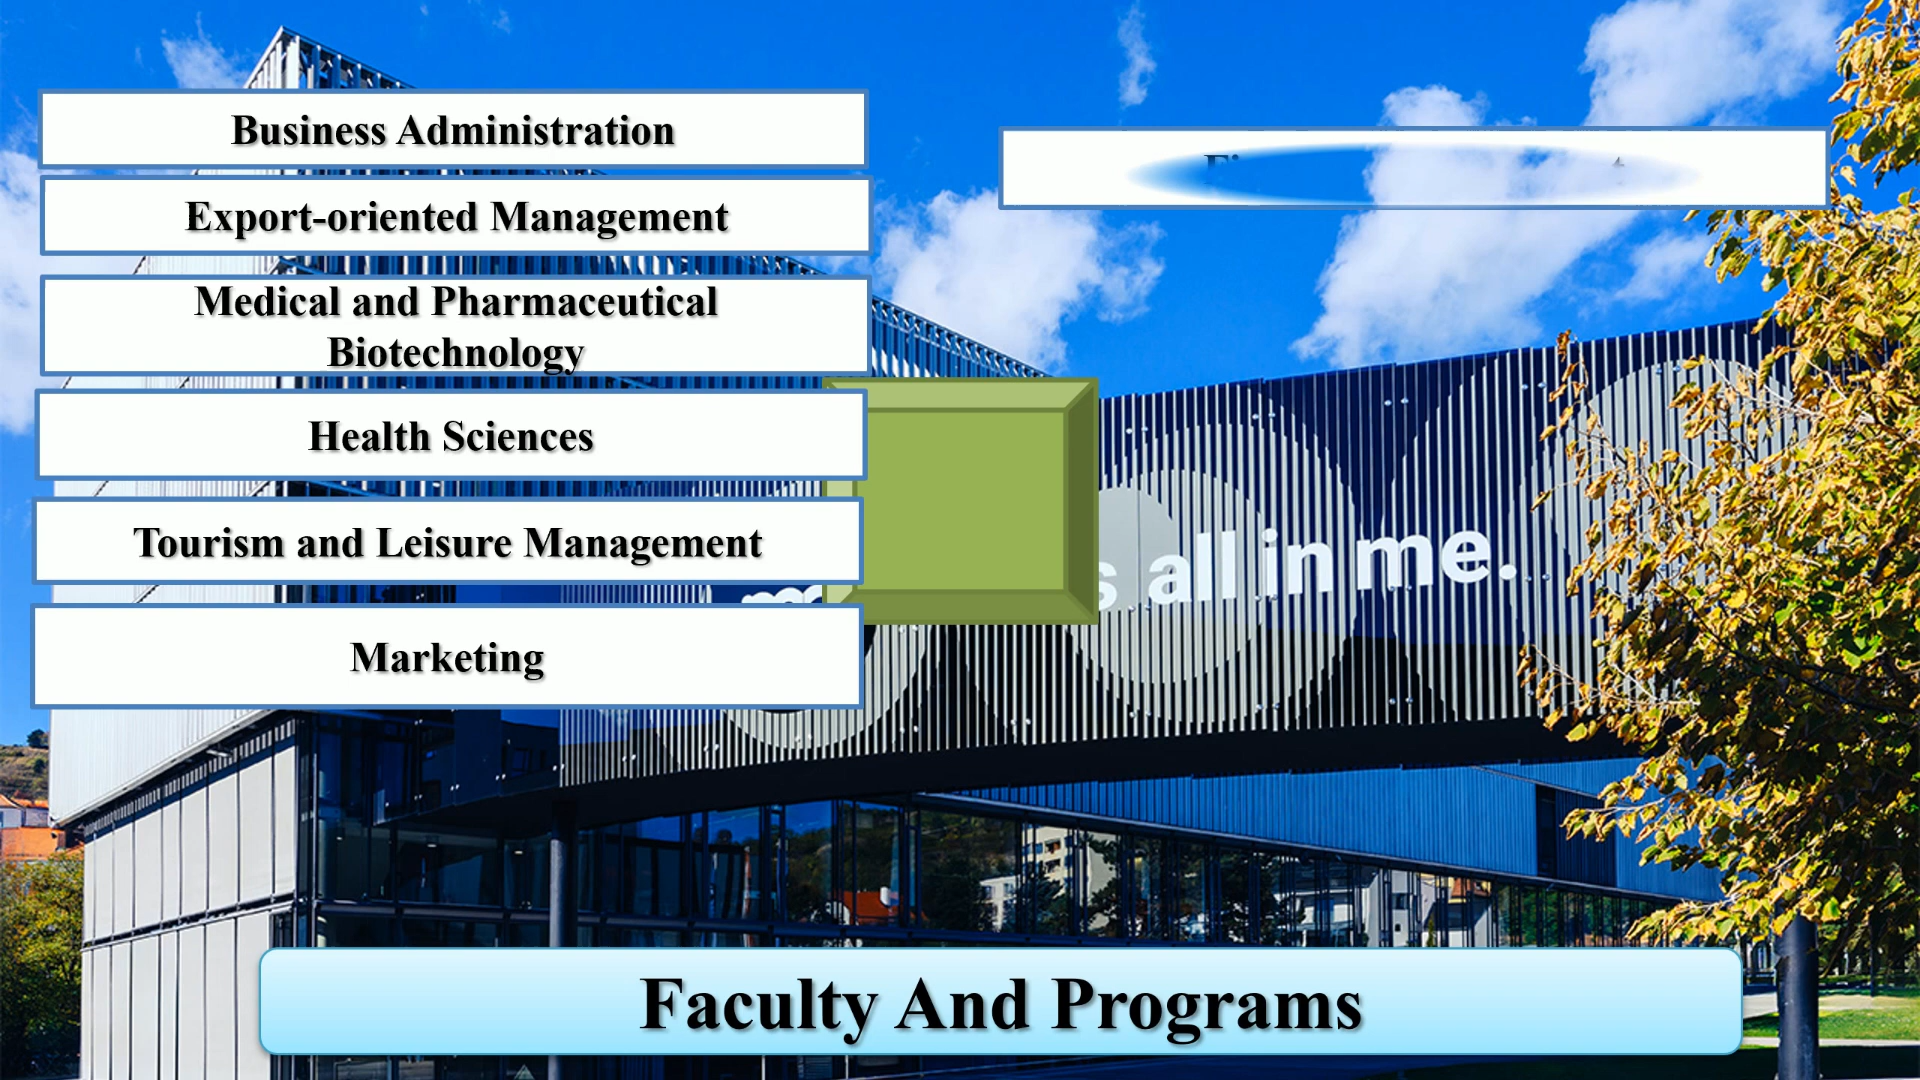 Business Administration
Export-oriented Management
Medical and Pharmaceutical
Biotechnology
Health Sciences
Tourism and Leisure Management
Marketing
all in me.
Faculty And Programs